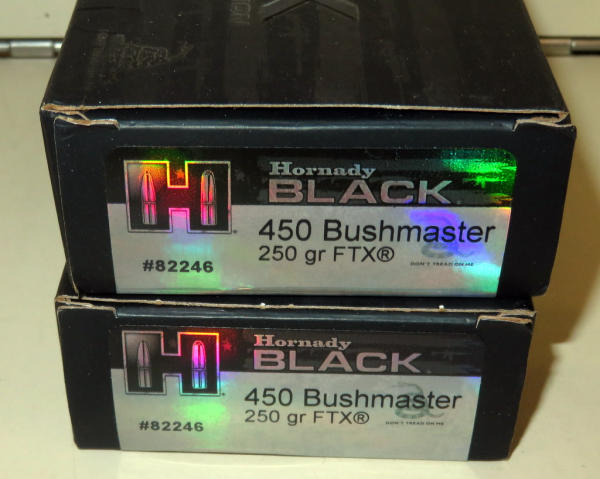 Hornady
BLACK
450 Bushmaster
250 gr FTX®
#82246
DON'T TREAD ON ME
Hornady
BLACK
450 Bushmaster
250 gr FTX®
#82246
DON'T TREAD ON ME